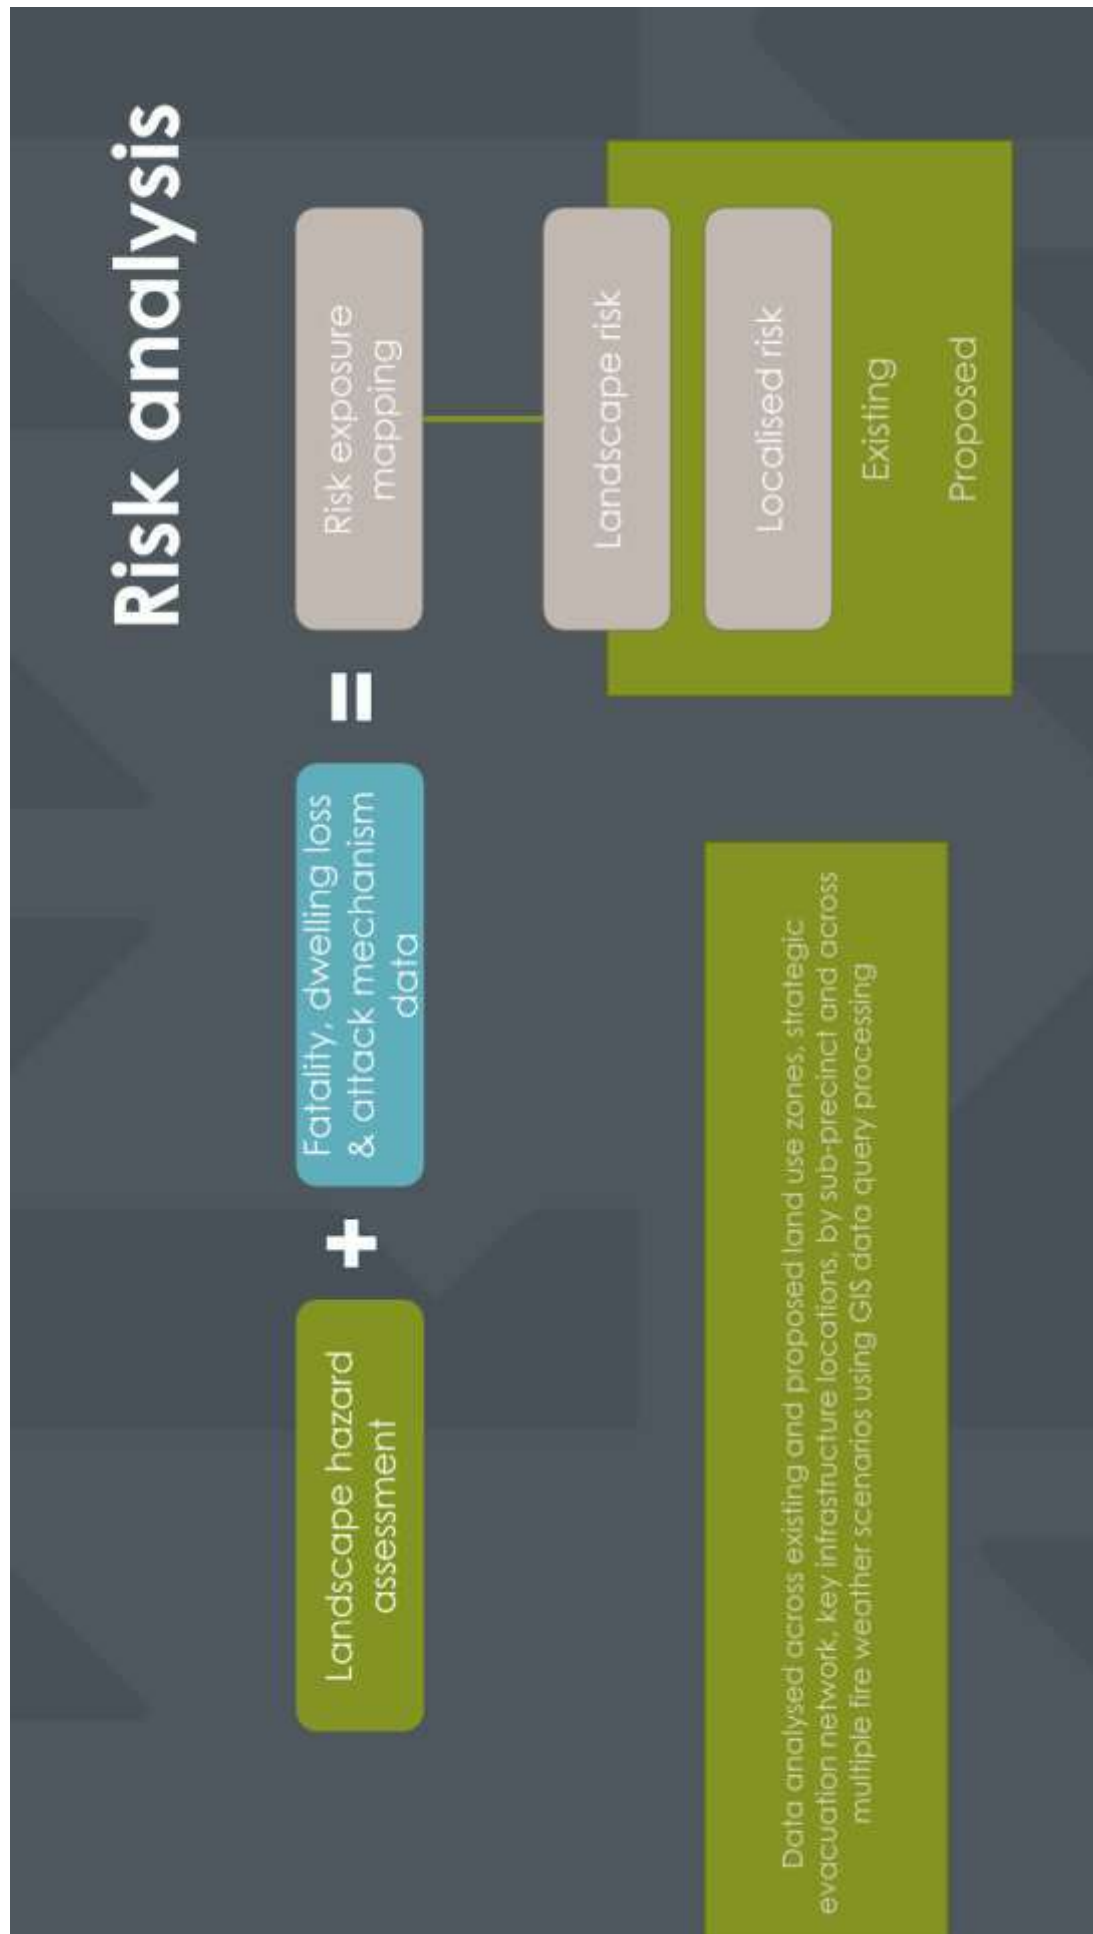 Risk analysis
Landscape hazard
assessment
+
Fatality, dwelling loss
& attack mechanism
data
=
Risk exposure
mapping
Landscape risk
Localised risk
Existing
Proposed
Data analysed across existing and proposed land use zones, strategic
evacuation network, key infrastructure locations, by sub-precinct and across
multiple fire weather scenarios using GIS data query processing